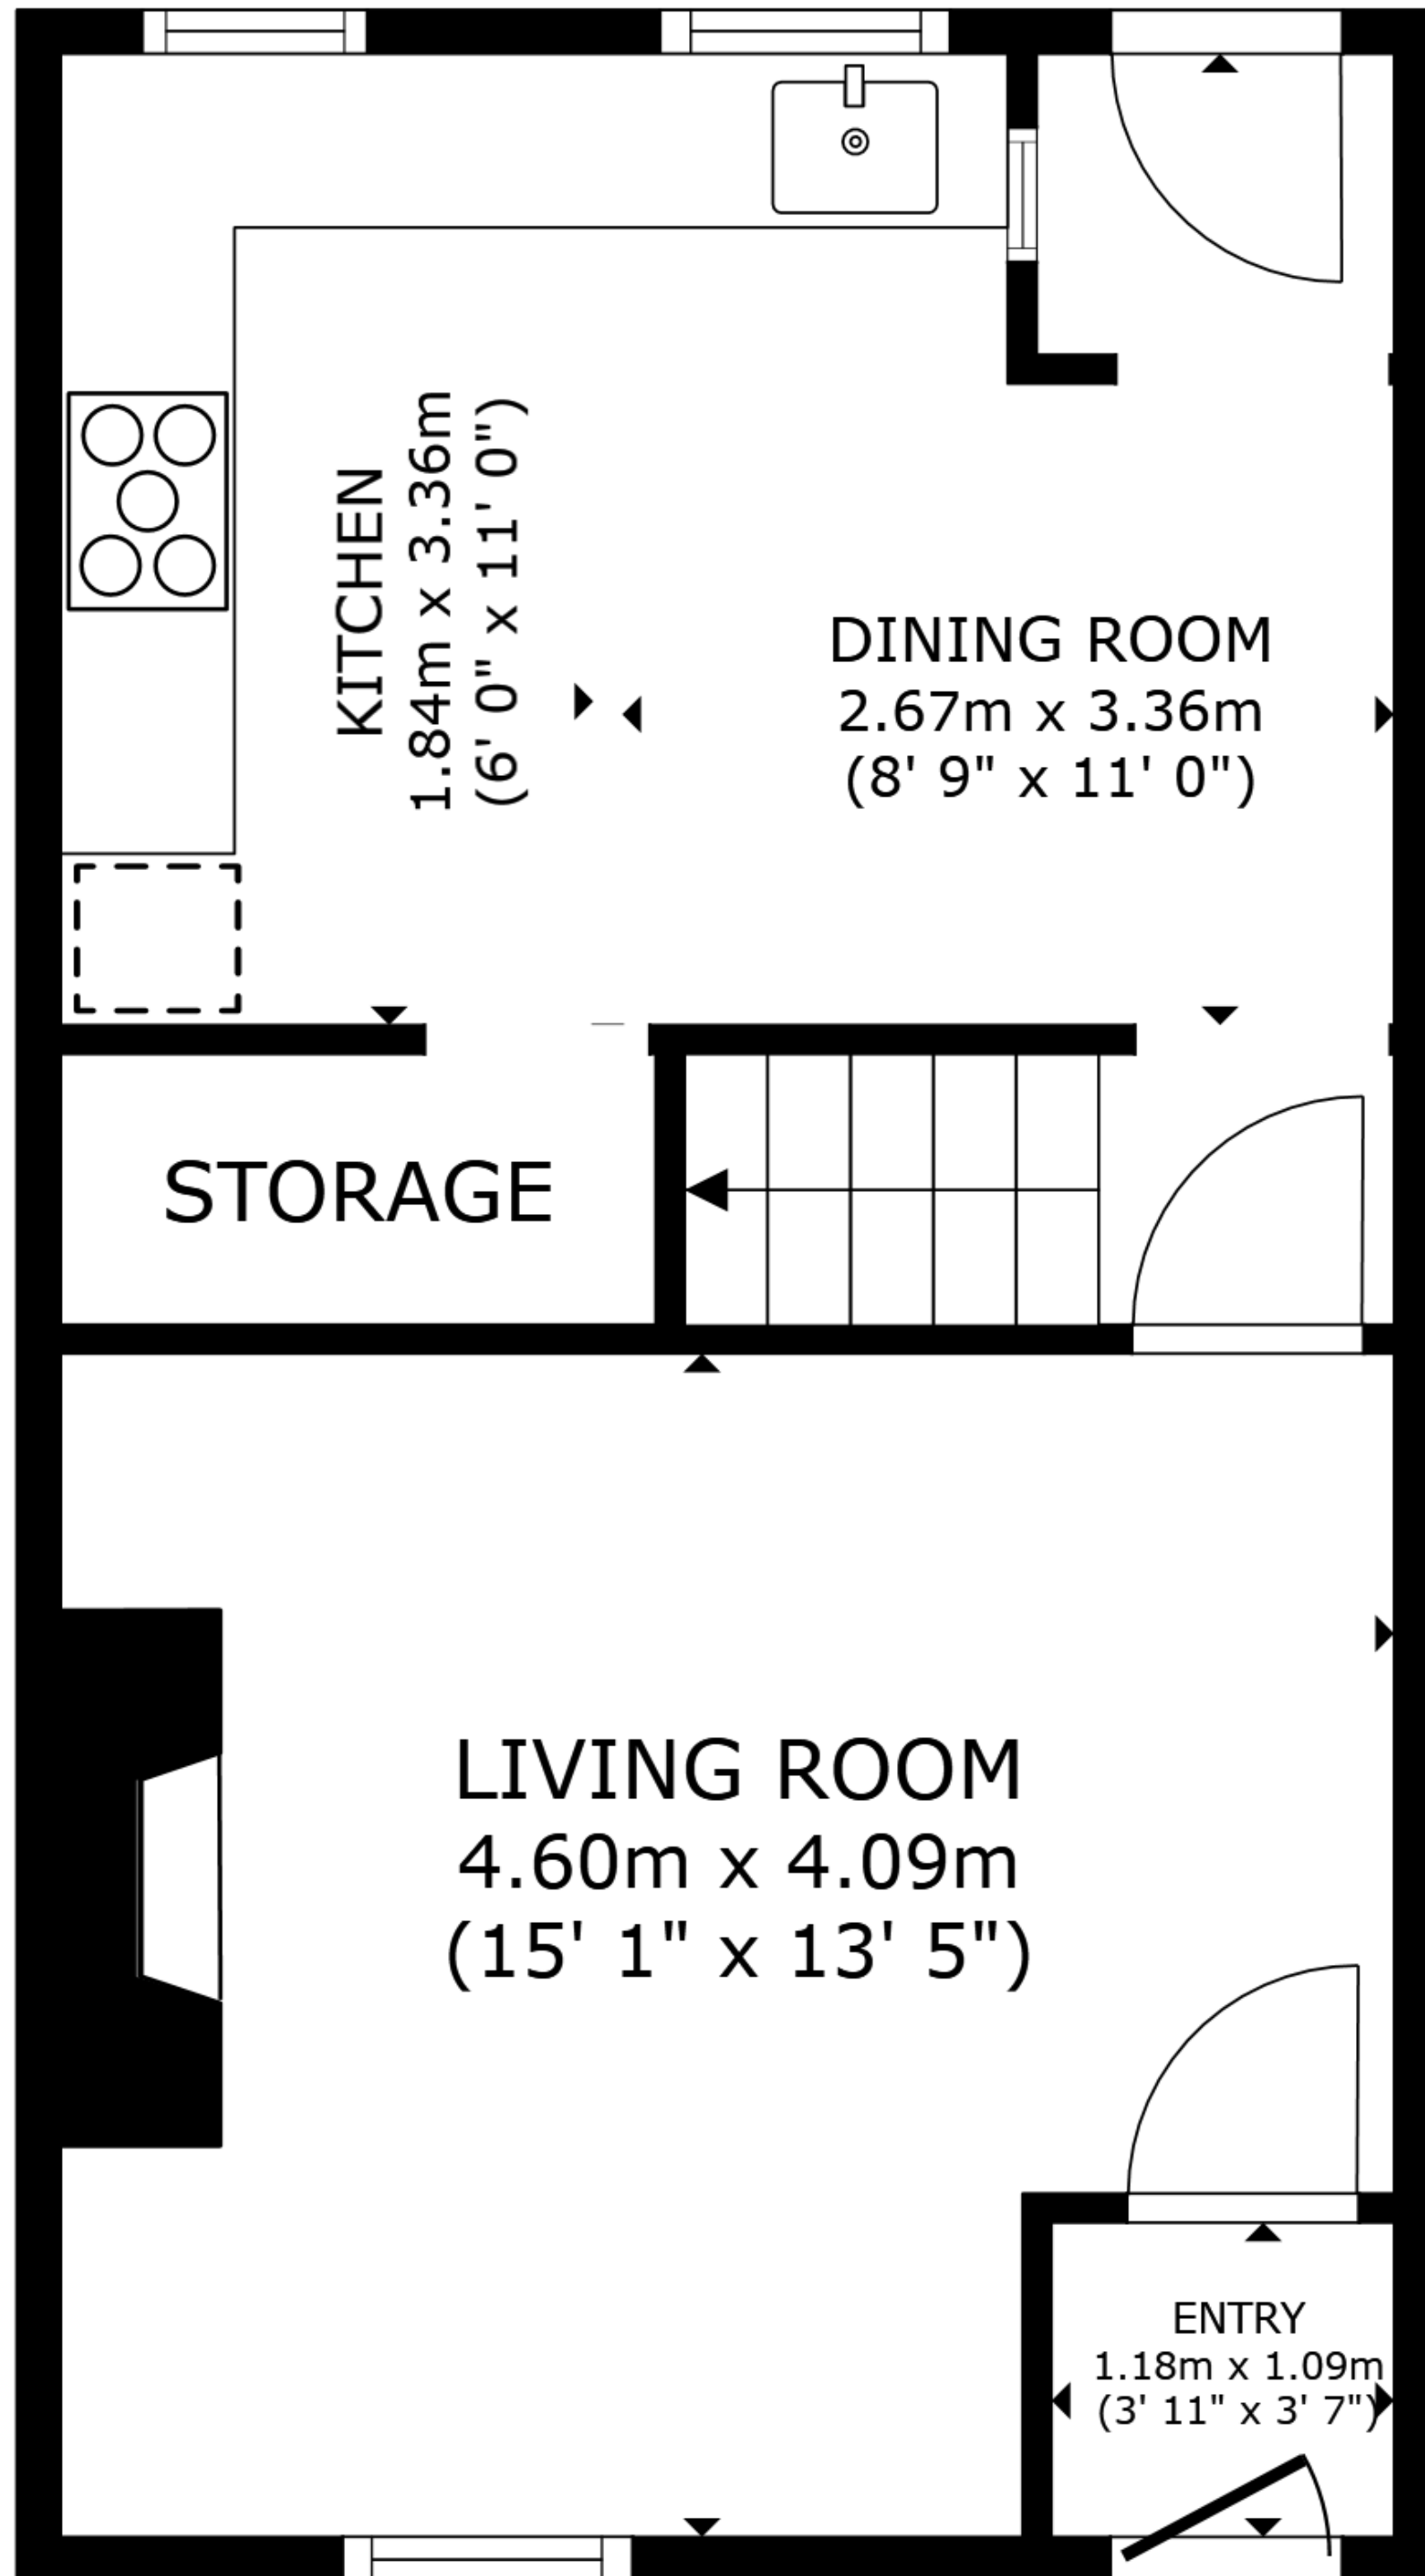 KITCHEN
1.84m x 3.36m
(6' 0" x 11' 0")
DINING ROOM
2.67m x 3.36m
(8' 9" x 11' 0")
STORAGE
LIVING ROOM
4.60m x 4.09m
(15' 1" x 13' 5")
ENTRY
1.18m x 1.09m
(3' 11" x 3' 7")